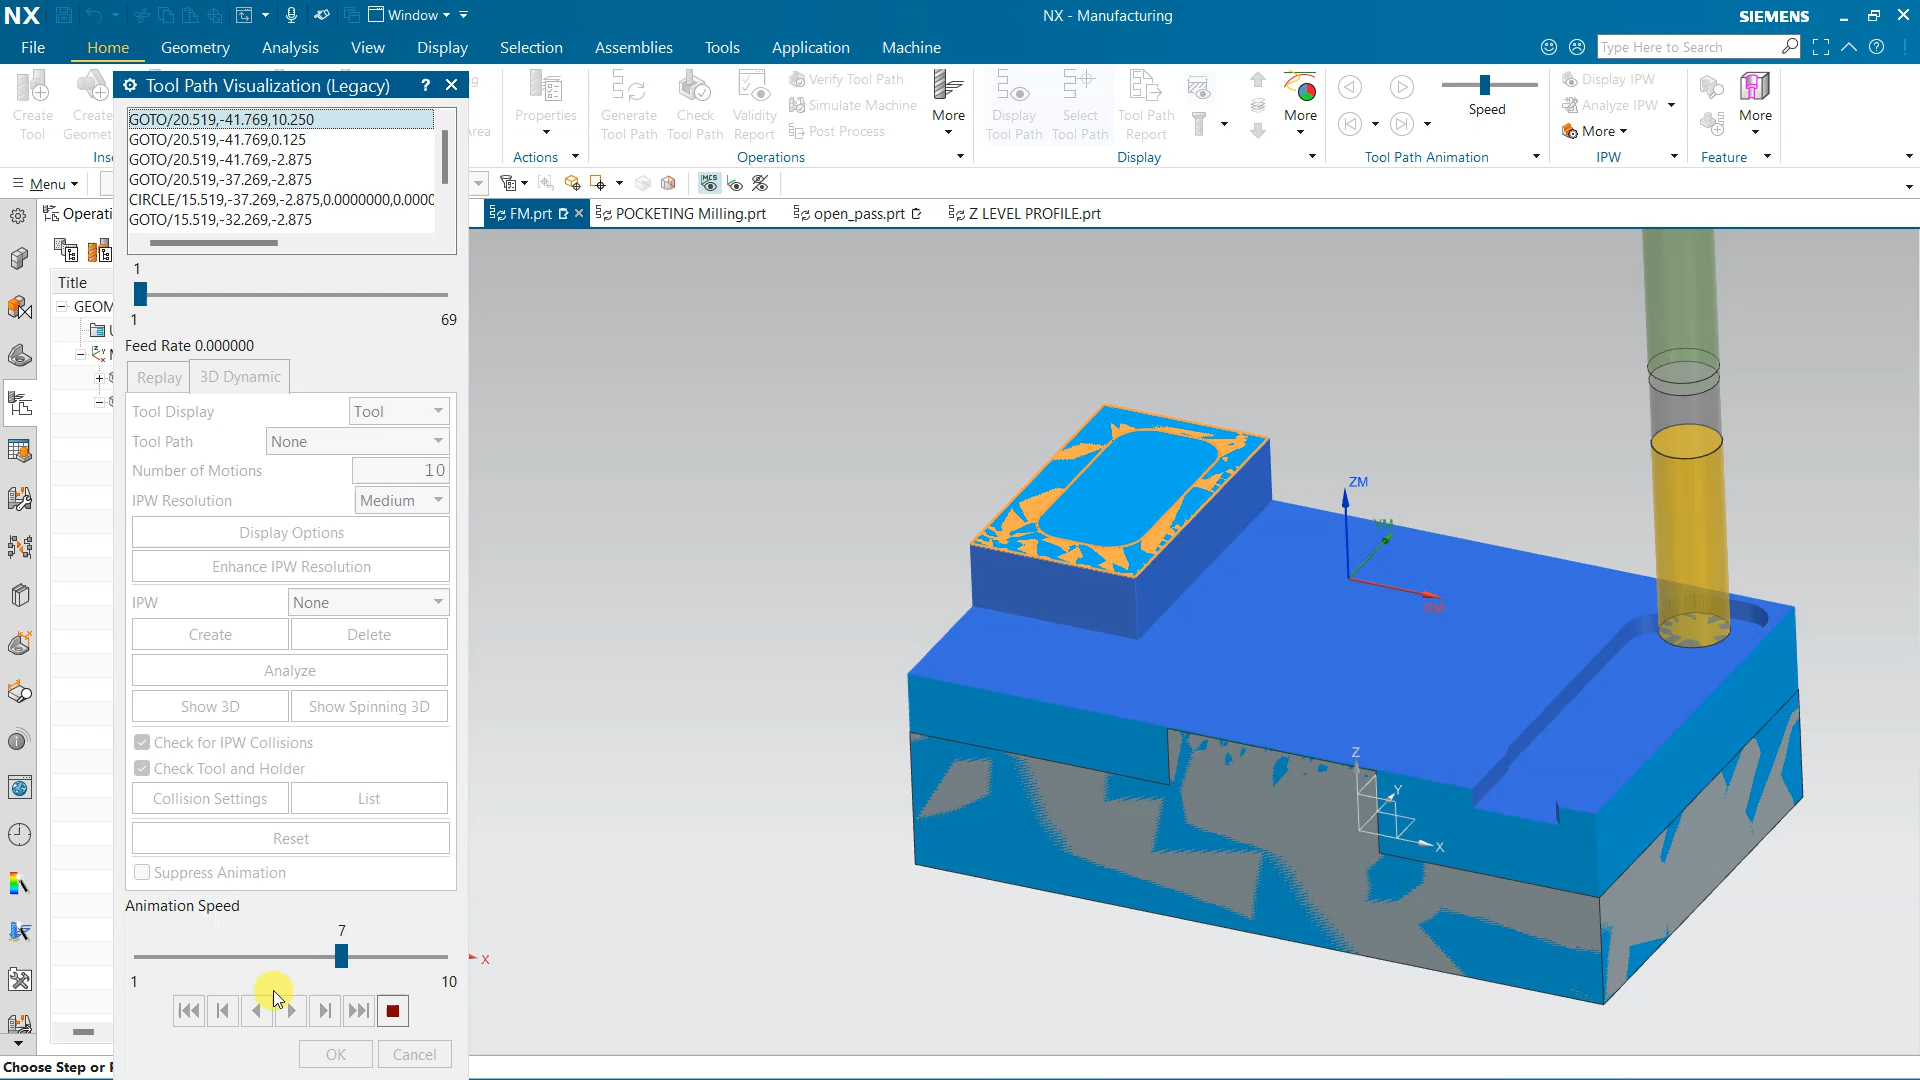 NX
Window
NX - Manufacturing
SIEMENS
File
Home
Geometry
Analysis
View
Display
Selection
Assemblies
Tools
Application
Machine
Type Here to Search
Tool Path Visualization (Legacy)
?
Create
Tool
Create
Properties
Actions
Generate
Tool Path
Check
Tool Path
Validity
Report
Verify Tool Path
Simulate Machine
Post Process
More
Operations
Display
Tool Path
Select
Tool Path
Tool Path
Report
More
Display
Speed
Tool Path Animation
Display IPW
Analyze IPW
More
IPW
More
Feature
Menu
MCS
FM.prt
POCKETING Milling.prt
open_pass.prt
Z LEVEL PROFILE.prt
Title
GOTO/20.519,-41.769,10.250
GOTO/20.519,-41.769,0.125
GOTO/20.519,-41.769,-2.875
GOTO/20.519,-37.269,-2.875
CIRCLE/15.519,-37.269,-2.875,0.0000000,0.0000
GOTO/15.519,-32.269,-2.875
1
1
69
Feed Rate 0.000000
Replay
3D Dynamic
Tool Display
Tool
Tool Path
None
Number of Motions
10
IPW Resolution
Medium
Display Options
Enhance IPW Resolution
IPW
None
Create
Delete
Analyze
Show 3D
Show Spinning 3D
Check for IPW Collisions
Check Tool and Holder
Collision Settings
List
Reset
Suppress Animation
Animation Speed
7
1
10
OK
Cancel
ZM
YM
XM
Z
Y
X
X